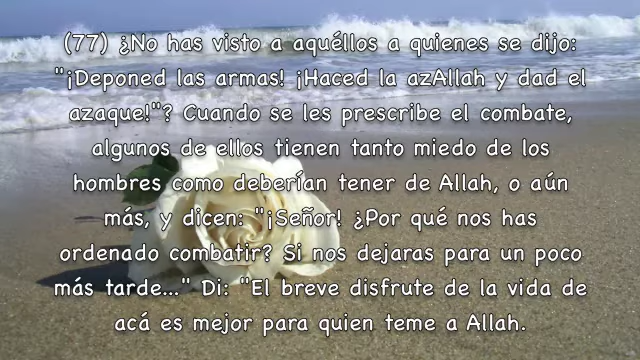 (77) ¿No has visto a aquéllos a quienes se dijo:
"¡Deponed las armas! ¡Haced la azAllah y dad el
azaque!"? Cuando se les prescribe el combate,
algunos de ellos tienen tanto miedo de los
hombres como deberían tener de Allah, o aún
más, y dicen: "¡Señor! ¿Por qué nos has
ordenado combatir? Si nos dejaras para un poco
más tarde..." Di: "El breve disfrute de la vida de
acá es mejor para quien teme a Allah.